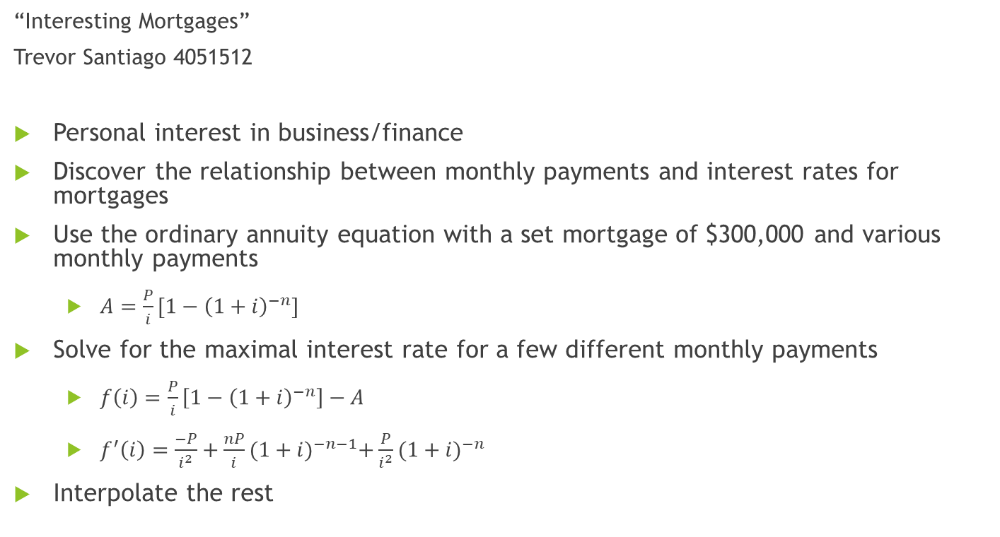 “Interesting Mortgages”
Trevor Santiago 4051512
Personal interest in business/finance
Discover the relationship between monthly payments and interest rates for
mortgages
Use the ordinary annuity equation with a set mortgage of $300,000 and various
monthly payments
A = \frac{P}{i}[1 − (1 + i)^{−n}]
Solve for the maximal interest rate for a few different monthly payments
f(i) = \frac{P}{i}[1 − (1 + i)^{−n}] − A
f'(i) = \frac{−P}{i^2} + \frac{nP}{i}(1 + i)^{−n−1} + \frac{P}{i^2}(1 + i)^{−n}
Interpolate the rest